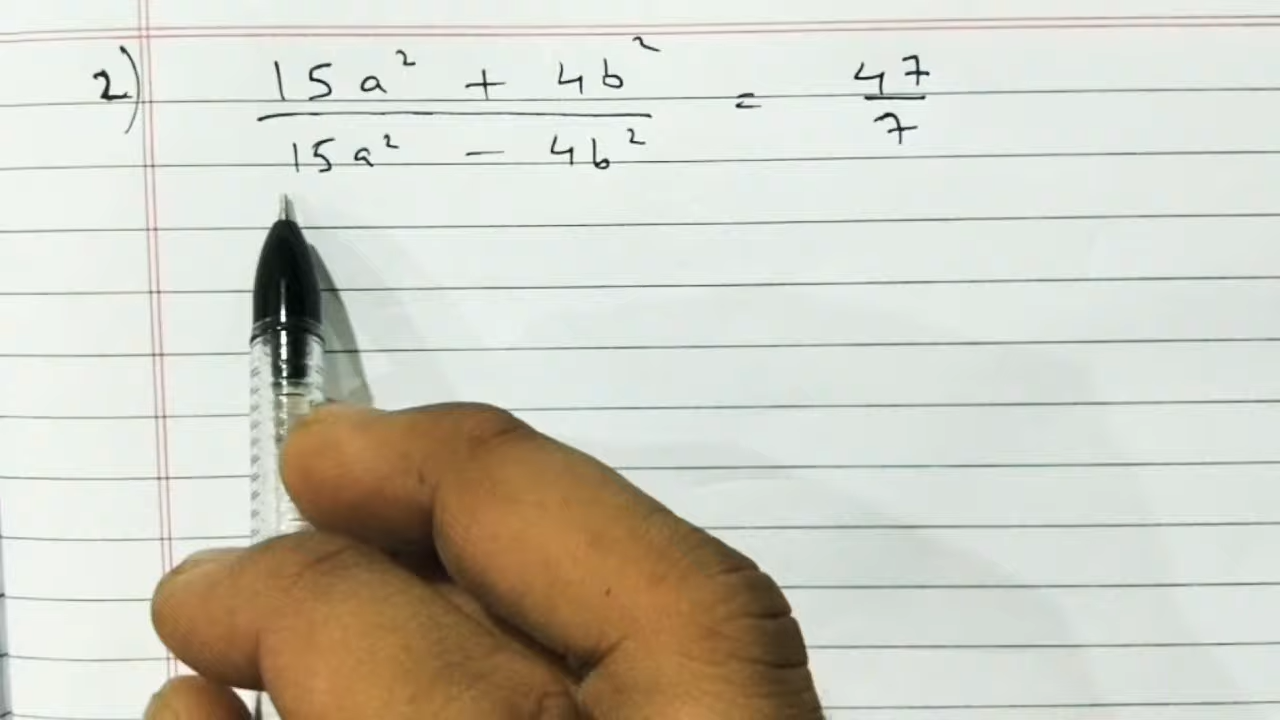 2) 15a² + 4b² = 47
15a² - 4b² 7